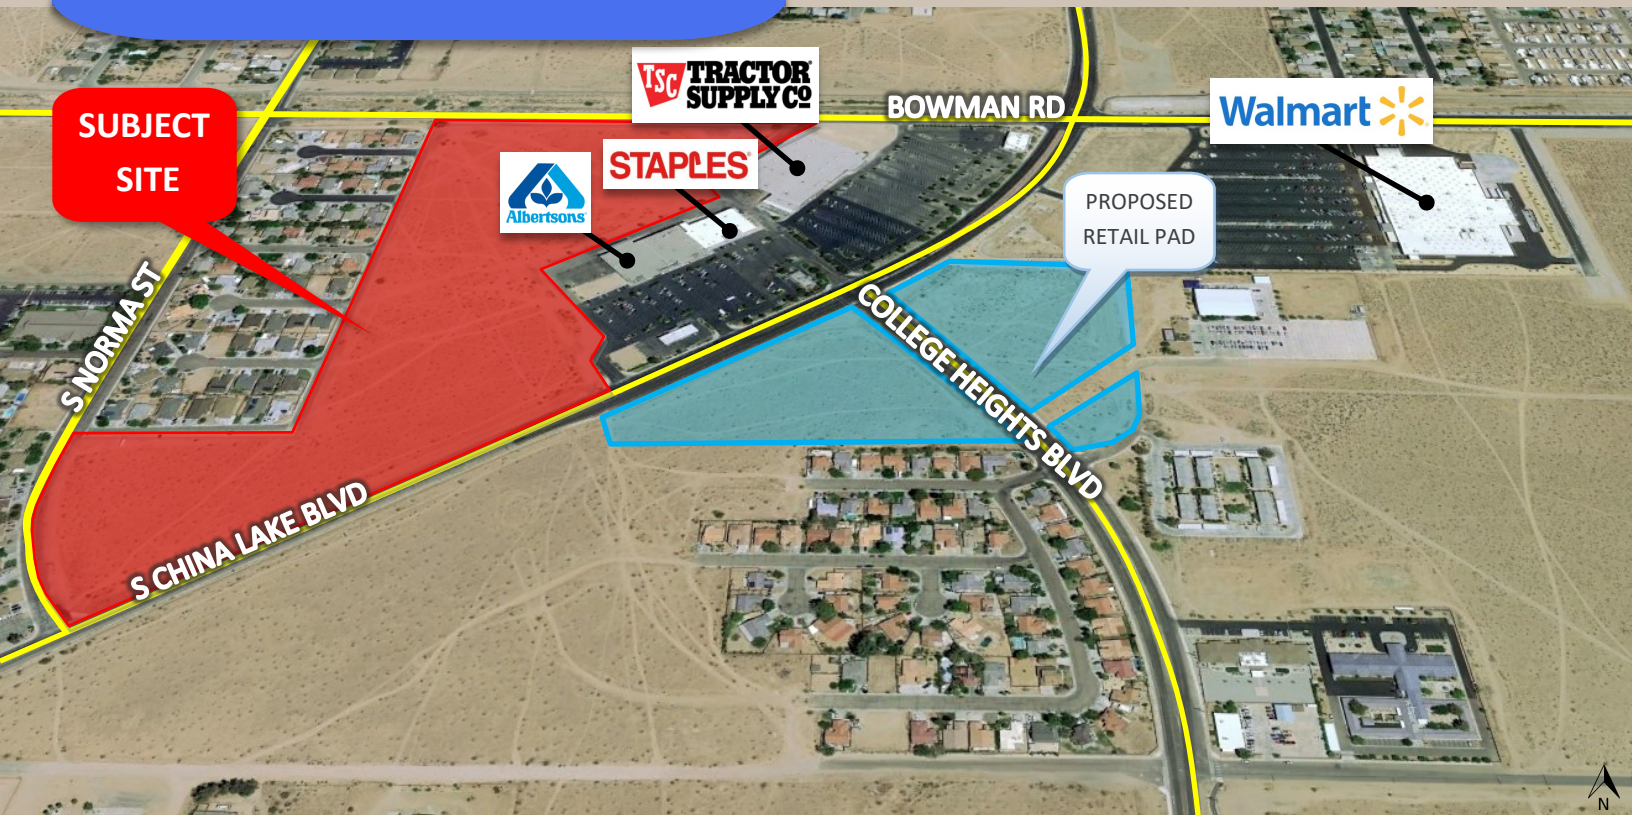 TSC TRACTOR
SUPPLY CO
BOWMAN RD
Walmart
SUBJECT
SITE
STAPLES
Albertsons
PROPOSED
RETAIL PAD
S NORMA ST
COLLEGE HEIGHTS BLVD
S CHINA LAKE BLVD
N